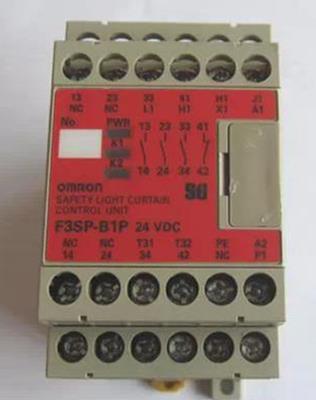 13 23 33 41 H1 J1
NC NC L1 H1 X1 A1
No. PWR
K1
K2
13 23 33 41
14 24 34 42
OMRON
SAFETY LIGHT CURTAIN
CONTROL UNIT
F3SP-B1P 24 VDC
NC NC T31 T32 PE A2
14 24 34 42 NC P1